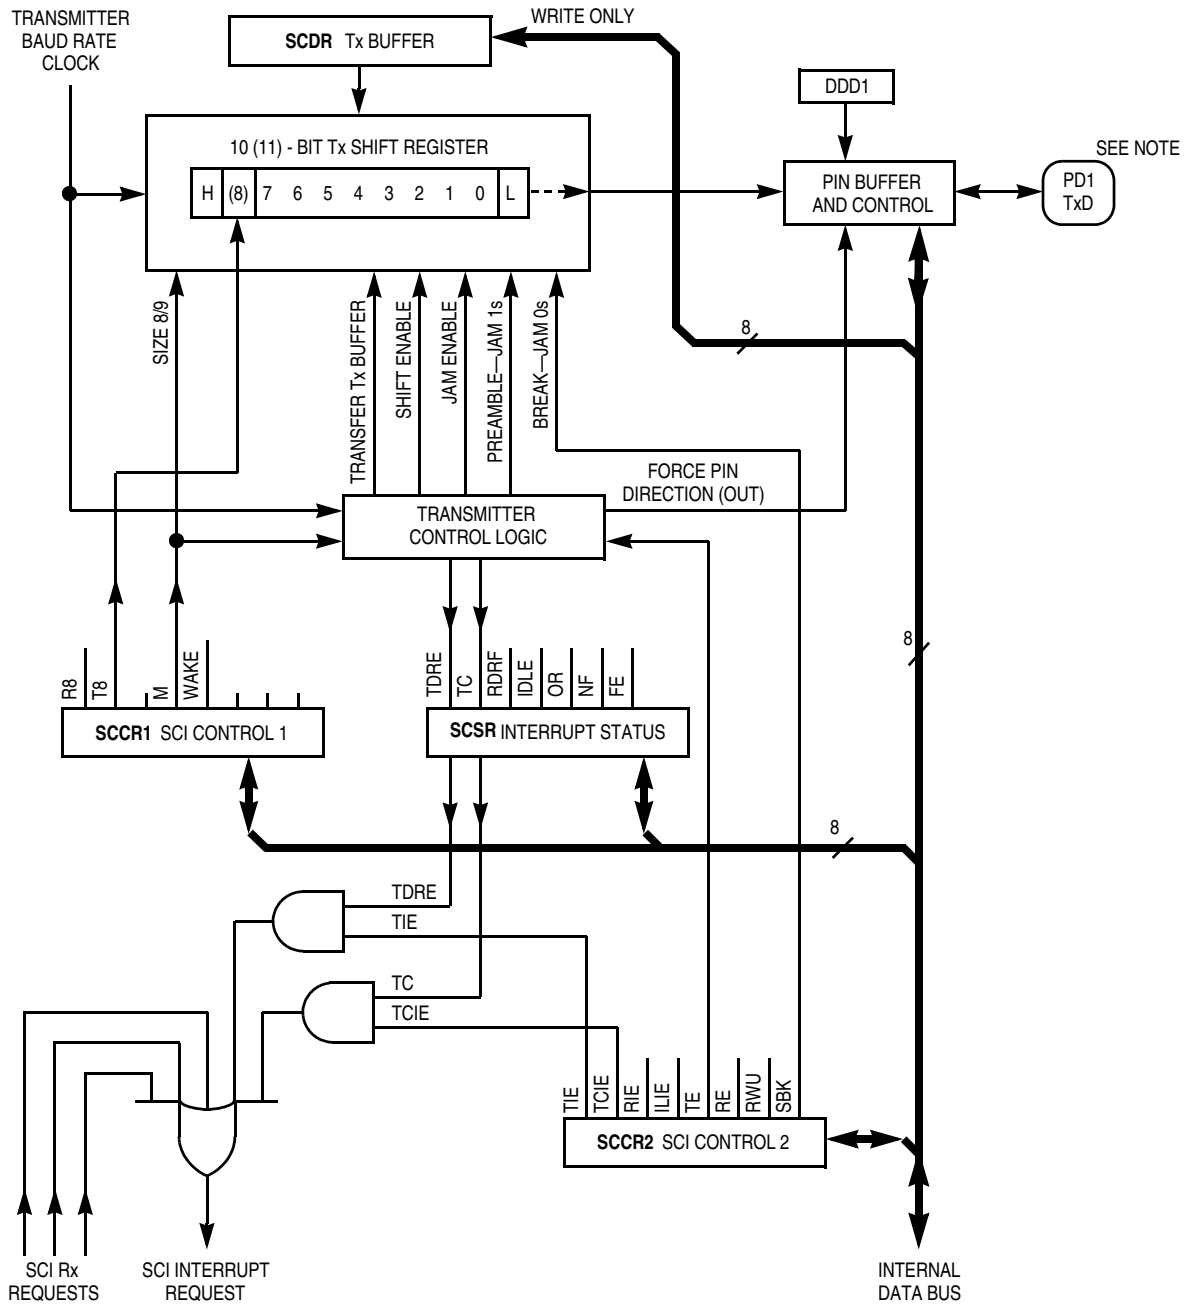 TRANSMITTER
BAUD RATE
CLOCK
SCDR Tx BUFFER
WRITE ONLY
DDD1
10 (11) - BIT Tx SHIFT REGISTER
H (8) 7 6 5 4 3 2 1 0 L
PIN BUFFER
AND CONTROL
SEE NOTE
PD1
TxD
SIZE 8/9
TRANSFER Tx BUFFER
SHIFT ENABLE
JAM ENABLE
PREAMBLE—JAM 1s
BREAK—JAM 0s
8
FORCE PIN
DIRECTION (OUT)
TRANSMITTER
CONTROL LOGIC
8
R8
T8
M
WAKE
TDRE
TC
RDRF
IDLE
OR
NF
FE
SCCR1 SCI CONTROL 1
SCSR INTERRUPT STATUS
8
TDRE
TIE
TC
TCIE
TIE
TCIE
RIE
ILIE
TE
RE
RWU
SBK
SCCR2 SCI CONTROL 2
SCI Rx
REQUESTS
SCI INTERRUPT
REQUEST
INTERNAL
DATA BUS